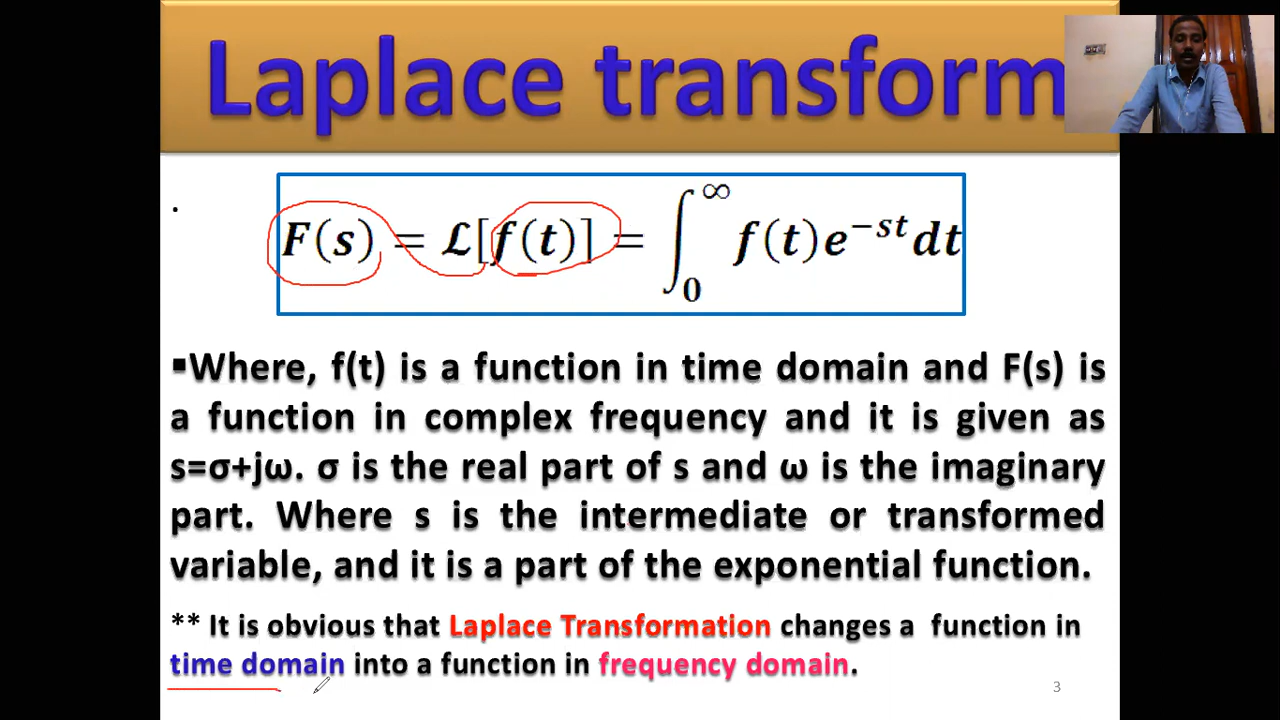 Laplace transform
.
F(s) = ℒ[f(t)] = ∫₀^∞ f(t)e^{-st}dt
▪Where, f(t) is a function in time domain and F(s) is
a function in complex frequency and it is given as
s=σ+jω. σ is the real part of s and ω is the imaginary
part. Where s is the intermediate or transformed
variable, and it is a part of the exponential function.
** It is obvious that Laplace Transformation changes a function in
time domain into a function in frequency domain.
3